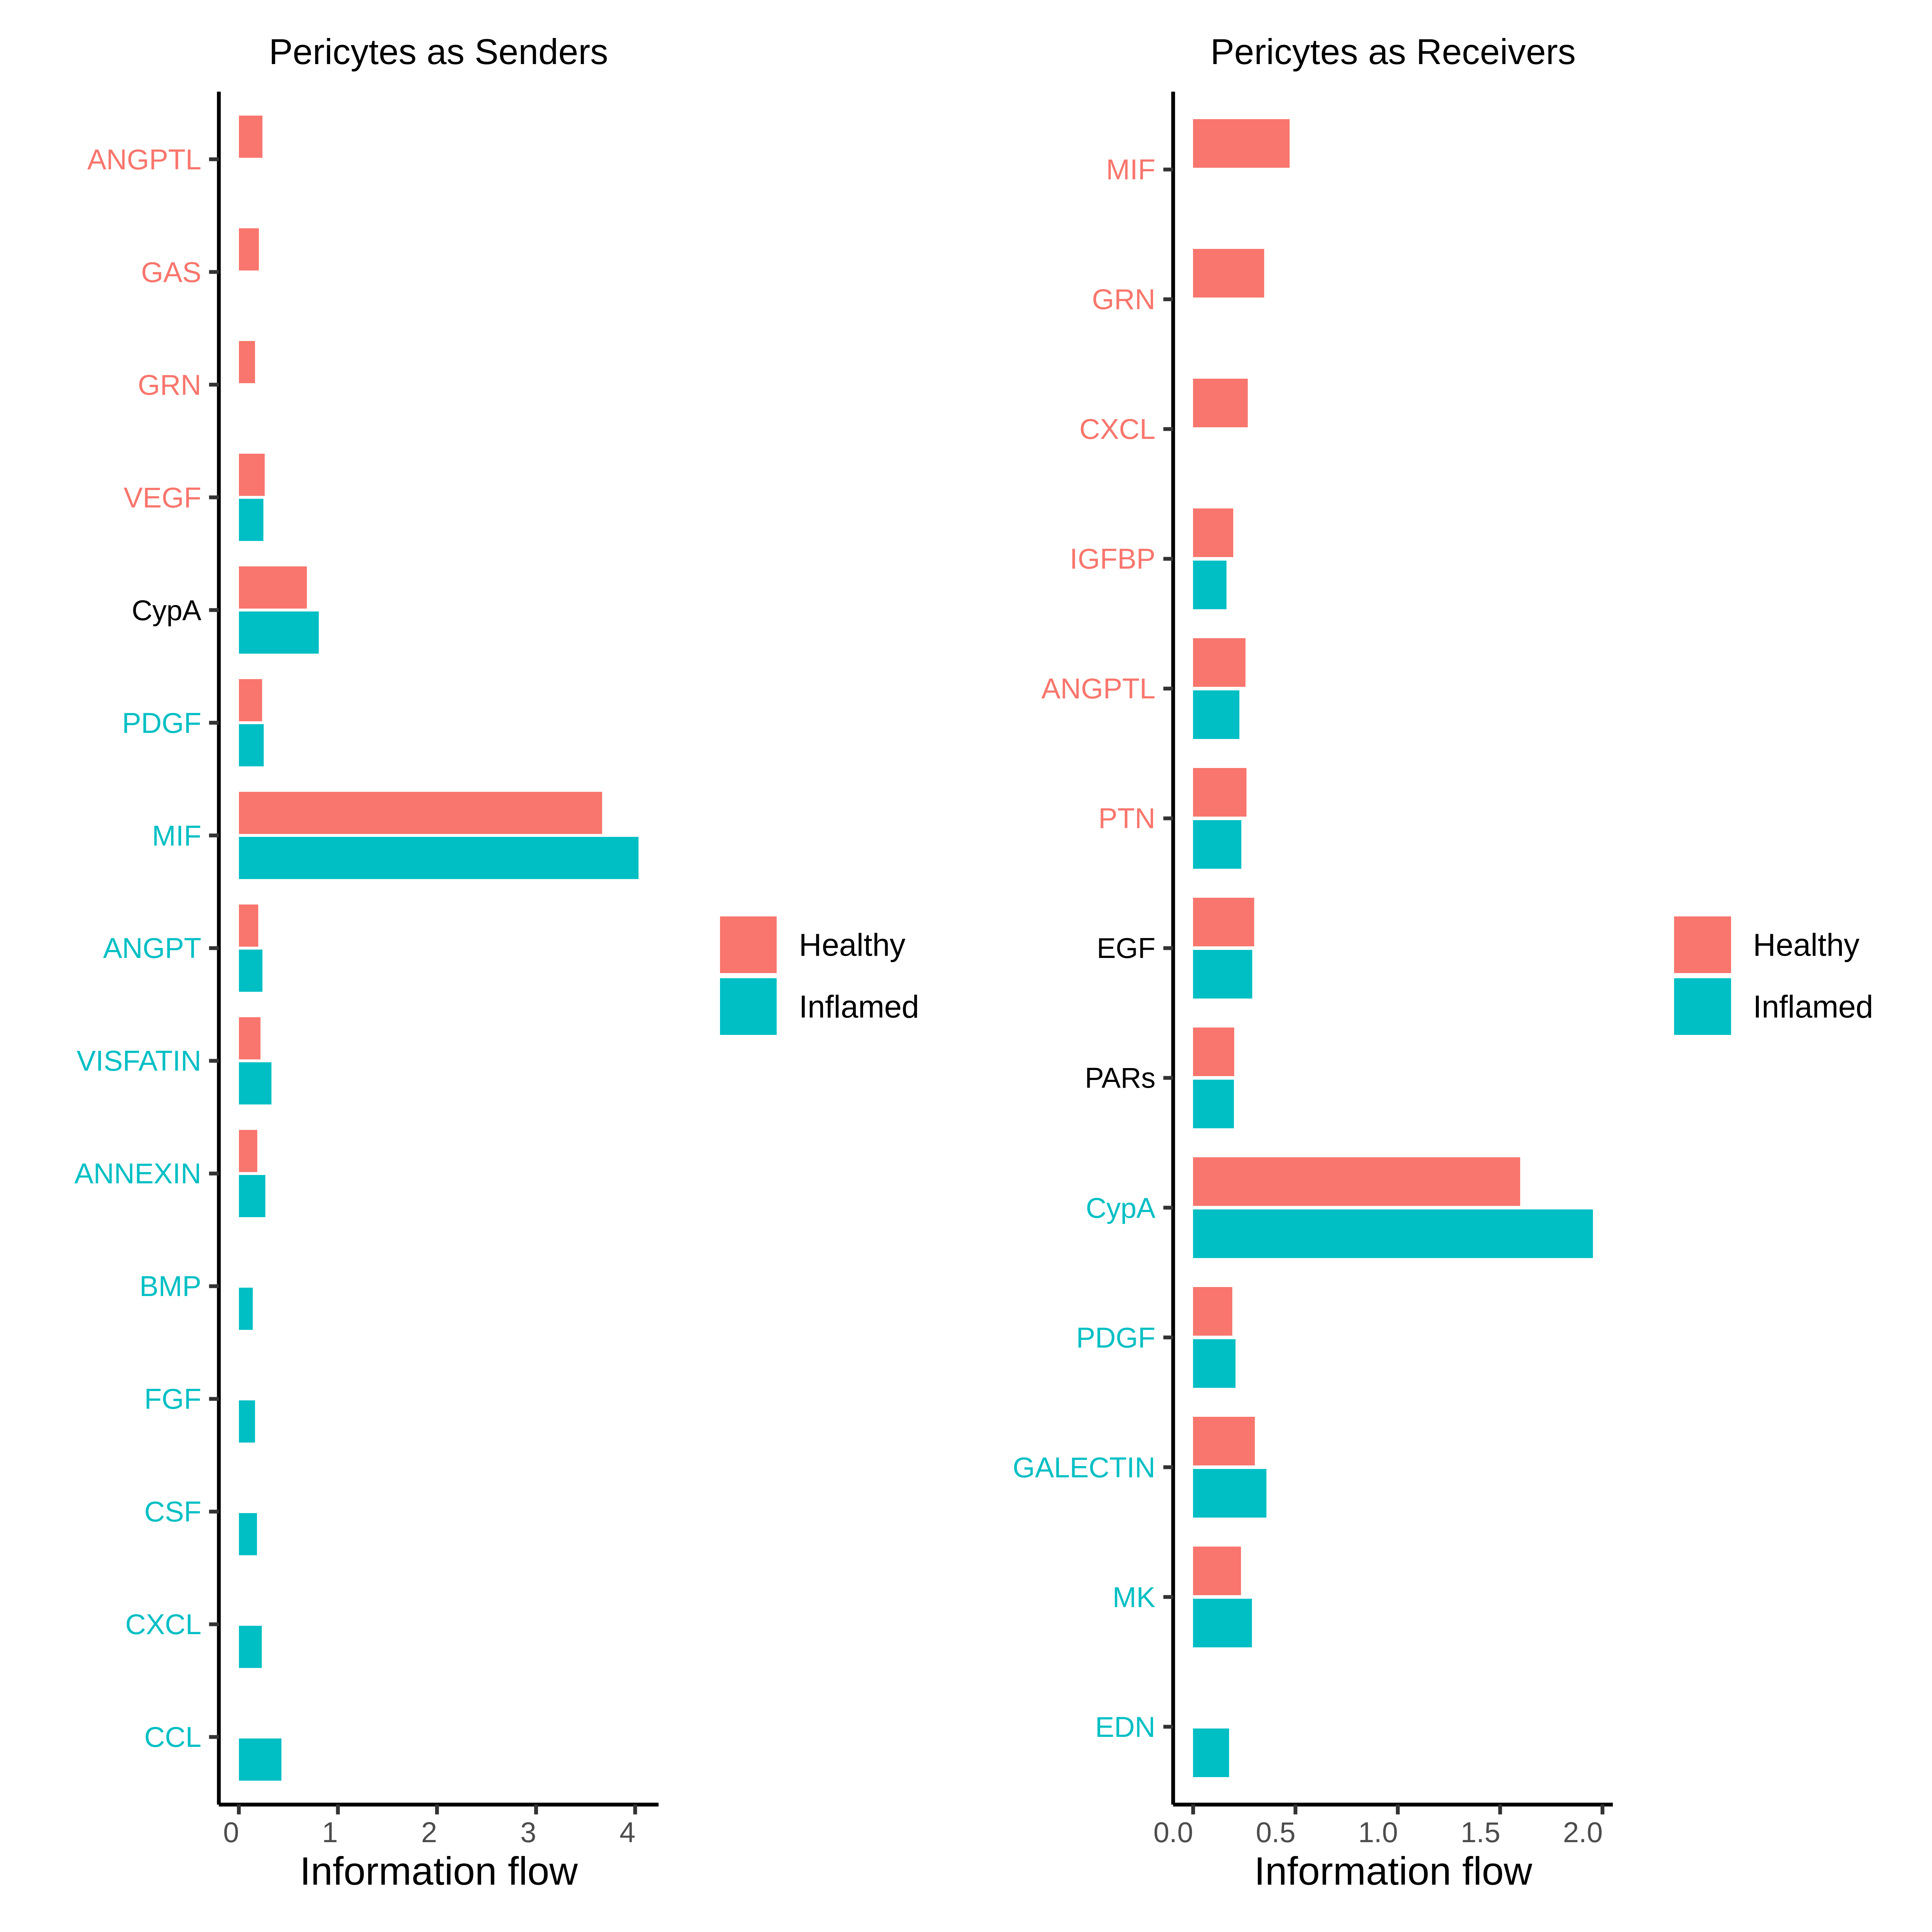 Pericytes as Senders
ANGPTL
GAS
GRN
VEGF
CypA
PDGF
MIF
ANGPT
VISFATIN
ANNEXIN
BMP
FGF
CSF
CXCL
CCL
0 1 2 3 4
Information flow
Healthy
Inflamed
Pericytes as Receivers
MIF
GRN
CXCL
IGFBP
ANGPTL
PTN
EGF
PARs
CypA
PDGF
GALECTIN
MK
EDN
0.0 0.5 1.0 1.5 2.0
Information flow
Healthy
Inflamed